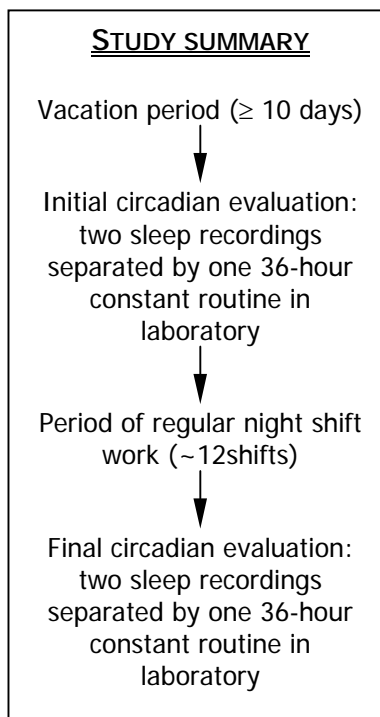 STUDY SUMMARY
Vacation period (≥ 10 days)
Initial circadian evaluation:
two sleep recordings
separated by one 36-hour
constant routine in
laboratory
Period of regular night shift
work (~12shifts)
Final circadian evaluation:
two sleep recordings
separated by one 36-hour
constant routine in
laboratory